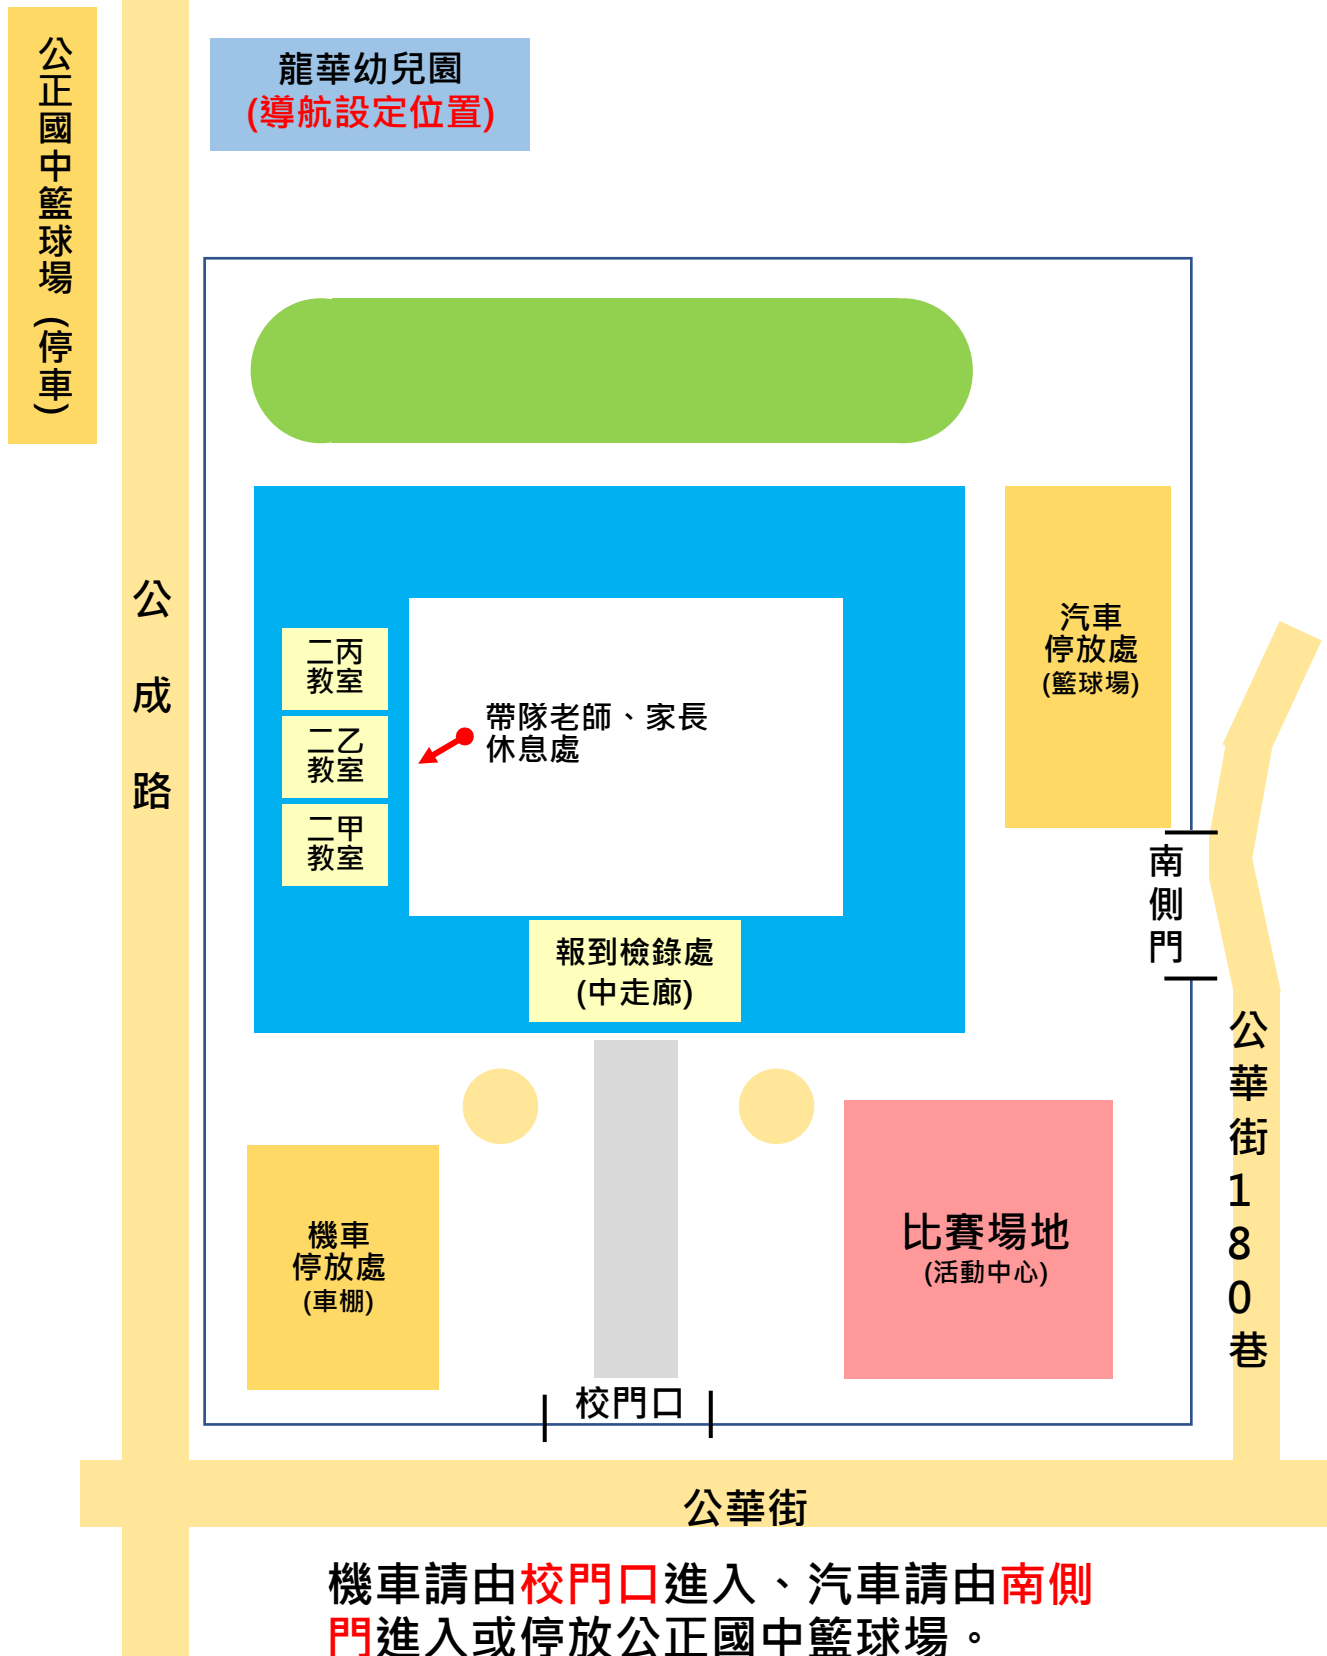 公正國中籃球場(停車)
龍華幼兒園
(導航設定位置)
公成路
二丙
教室
二乙
教室
二甲
教室
帶隊老師、家長
休息處
汽車
停放處
(籃球場)
南側門
報到檢錄處
(中走廊)
公華街180巷
機車
停放處
(車棚)
比賽場地
(活動中心)
校門口
公華街
機車請由校門口進入、汽車請由南側
門進入或停放公正國中籃球場。